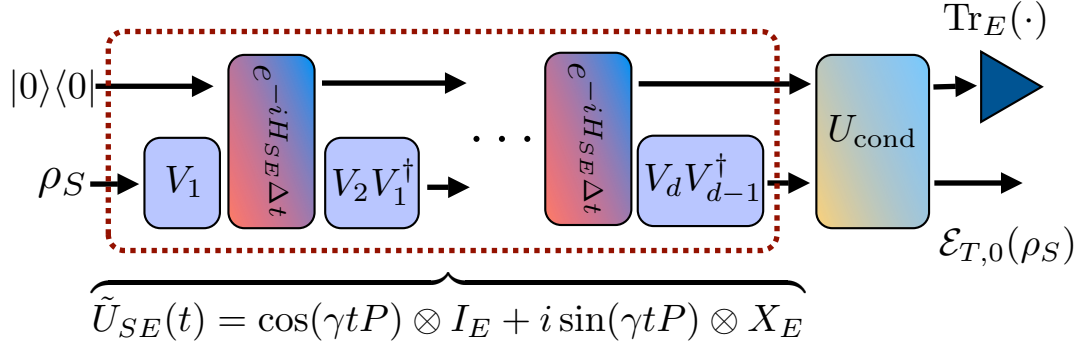 Tr_E(·)
|0⟩⟨0|
e^{-iH_{SE}Δt}
· · ·
e^{-iH_{SE}Δt}
U_cond
ρ_S
V_1
V_2V_1^†
V_dV_{d-1}^†
ℰ_{T,0}(ρ_S)
Ũ_{SE}(t) = cos(γtP) ⊗ I_E + i sin(γtP) ⊗ X_E